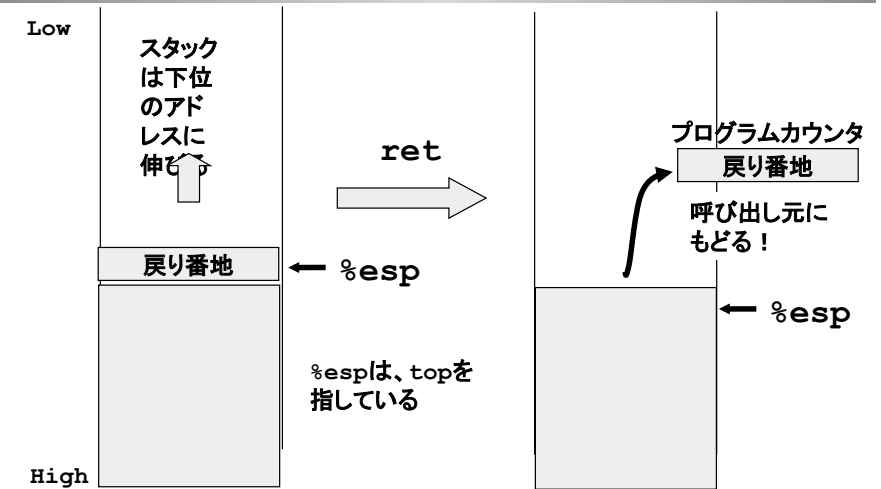 Low
スタック
は下位
のアド
レスに
伸びる
ret
プログラムカウンタ
戻り番地
呼び出し元に
もどる！
戻り番地
%esp
%esp
%espは、topを
指している
High